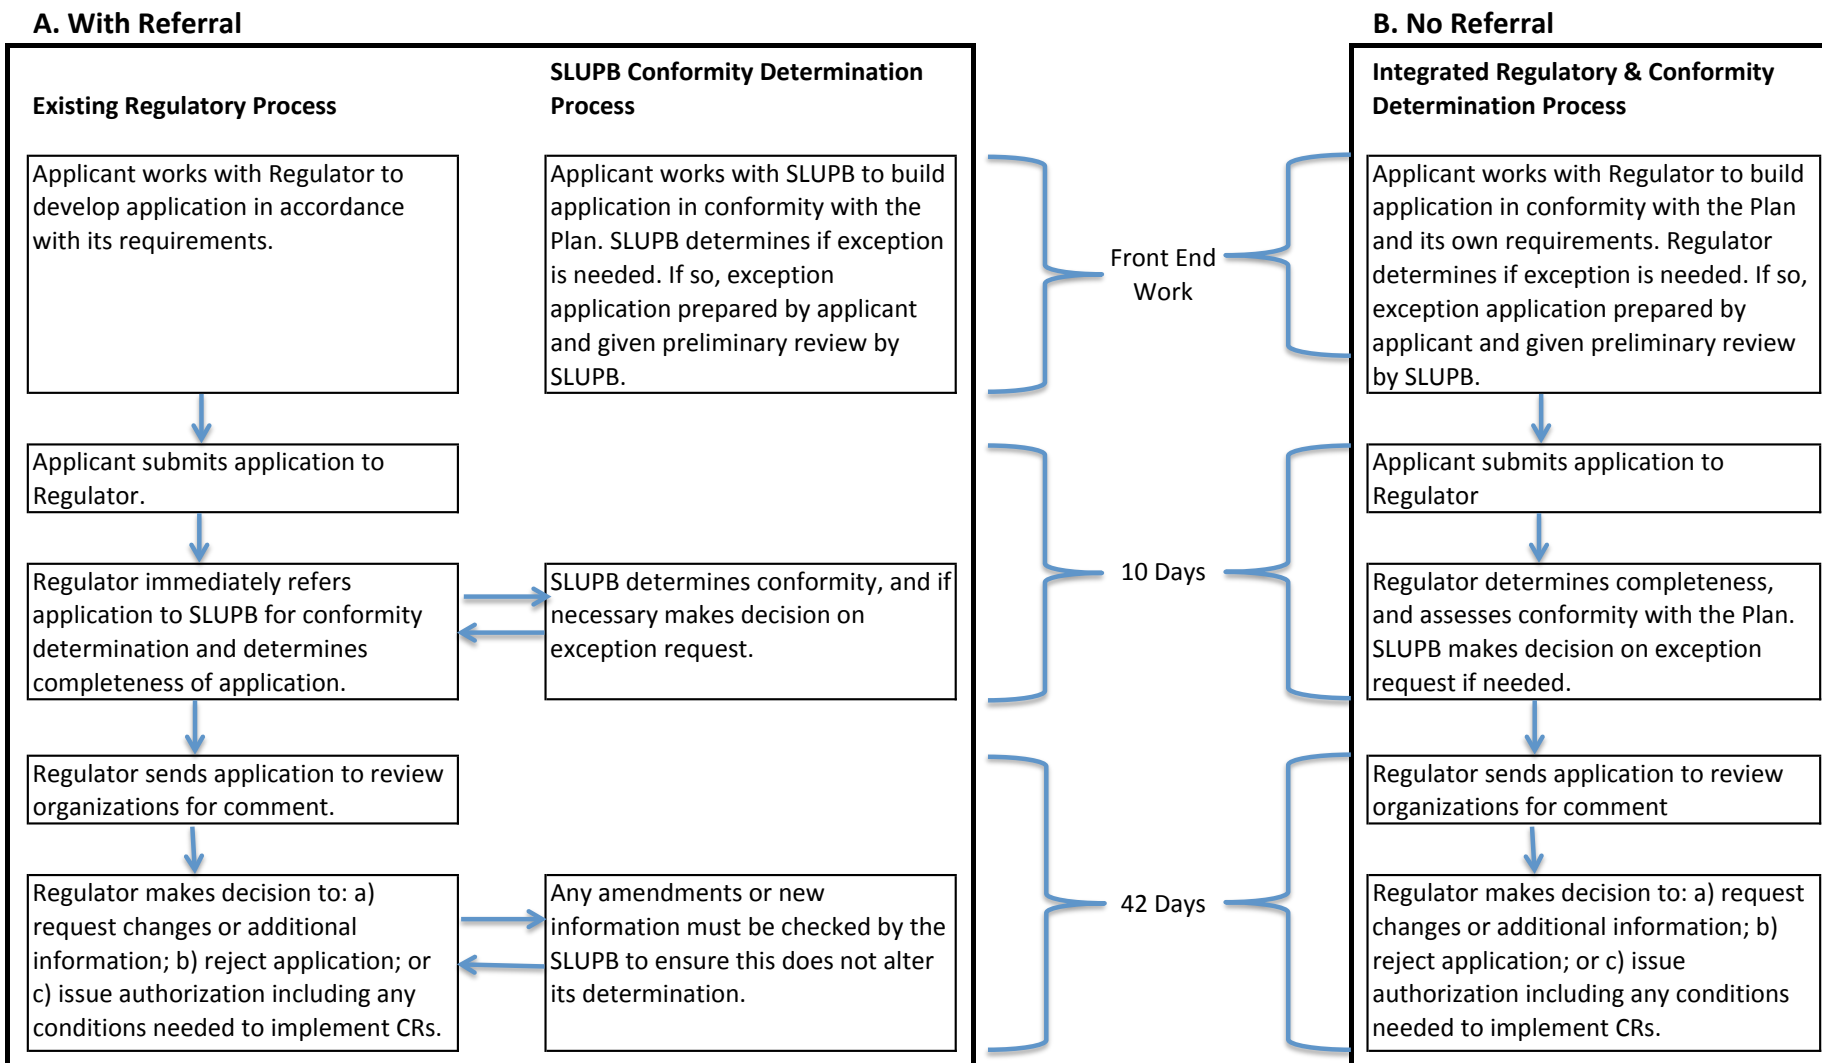 A. With Referral
B. No Referral
Existing Regulatory Process
SLUPB Conformity Determination
Process
Integrated Regulatory & Conformity
Determination Process
Applicant works with Regulator to
develop application in accordance
with its requirements.
Applicant works with SLUPB to build
application in conformity with the
Plan. SLUPB determines if exception
is needed. If so, exception
application prepared by applicant
and given preliminary review by
SLUPB.
Front End
Work
Applicant works with Regulator to build
application in conformity with the Plan
and its own requirements. Regulator
determines if exception is needed. If so,
exception application prepared by
applicant and given preliminary review
by SLUPB.
Applicant submits application to
Regulator.
Applicant submits application to
Regulator
Regulator immediately refers
application to SLUPB for conformity
determination and determines
completeness of application.
SLUPB determines conformity, and if
necessary makes decision on
exception request.
10 Days
Regulator determines completeness,
and assesses conformity with the Plan.
SLUPB makes decision on exception
request if needed.
Regulator sends application to review
organizations for comment.
Regulator sends application to review
organizations for comment
Regulator makes decision to: a)
request changes or additional
information; b) reject application; or
c) issue authorization including any
conditions needed to implement CRs.
Any amendments or new
information must be checked by the
SLUPB to ensure this does not alter
its determination.
42 Days
Regulator makes decision to: a) request
changes or additional information; b)
reject application; or c) issue
authorization including any conditions
needed to implement CRs.